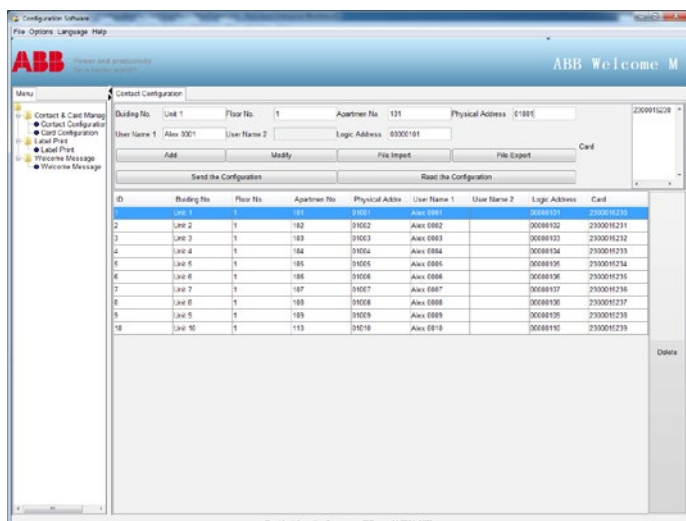 Configuration Software
File Options Language Help
ABB Power and productivity
for a better world
ABB Welcome M
Menu
Contact Configuration
Contact & Card Manag
Contact Configuration
Card Configuration
Label Print
Label Print
Welcome Message
Welcome Message
Buiding No. Unit 1 Floor No. 1 Apartmen No. 101 Physical Address 01001
User Name 1 Alex 0001 User Name 2 Logic Address 00000101
Card 2300015230
Add Modify File Import File Export
Send the Configuration Raed the Configuration
ID Buiding No. Floor No. Apartmen No. Physical Addre... User Name 1 User Name 2 Logic Address Card
1 Unit 1 1 101 01001 Alex 0001 00000101 2300015230
2 Unit 2 1 102 01002 Alex 0002 00000102 2300015231
3 Unit 3 1 103 01003 Alex 0003 00000103 2300015232
4 Unit 4 1 104 01004 Alex 0004 00000104 2300015233
5 Unit 5 1 105 01005 Alex 0005 00000105 2300015234
6 Unit 6 1 106 01006 Alex 0006 00000106 2300015235
7 Unit 7 1 107 01007 Alex 0007 00000107 2300015236
8 Unit 8 1 108 01008 Alex 0008 00000108 2300015237
9 Unit 9 1 109 01009 Alex 0009 00000109 2300015238
10 Unit 10 1 110 01010 Alex 0010 00000110 2300015239
Delete